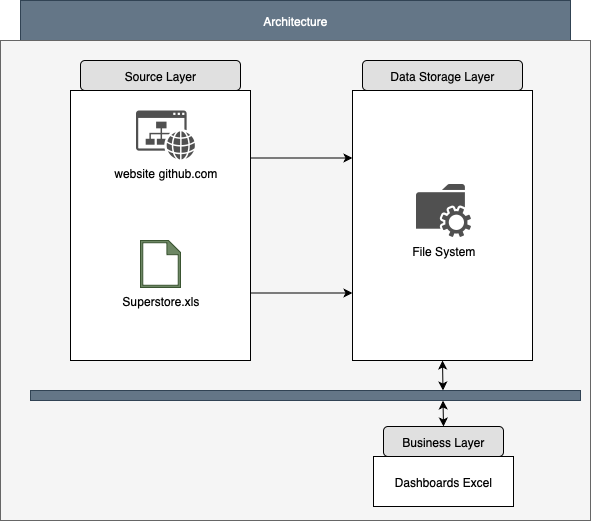 Architecture
Source Layer
website github.com
Superstore.xls
Data Storage Layer
File System
Business Layer
Dashboards Excel